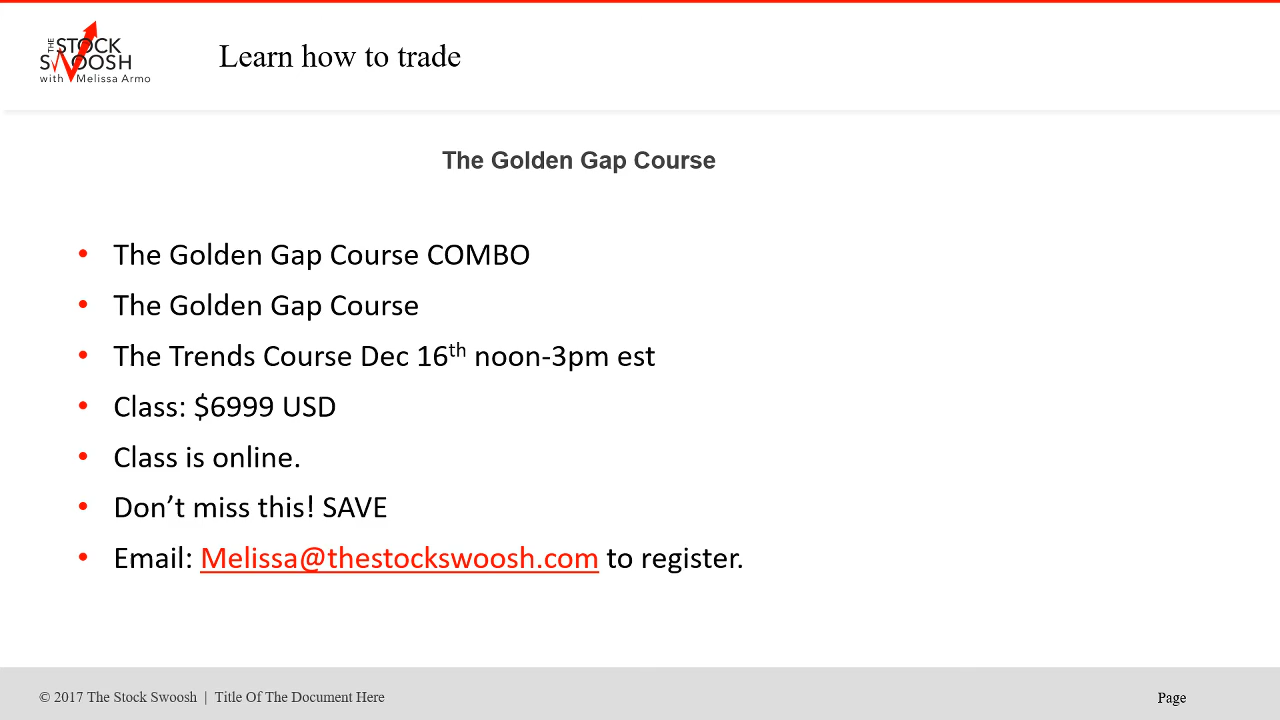 THE STOCK
SWOOSH
with Melissa Armo
Learn how to trade
The Golden Gap Course
• The Golden Gap Course COMBO
• The Golden Gap Course
• The Trends Course Dec 16th noon-3pm est
• Class: $6999 USD
• Class is online.
• Don’t miss this! SAVE
• Email: Melissa@thestockswoosh.com to register.
© 2017 The Stock Swoosh | Title Of The Document Here
Page